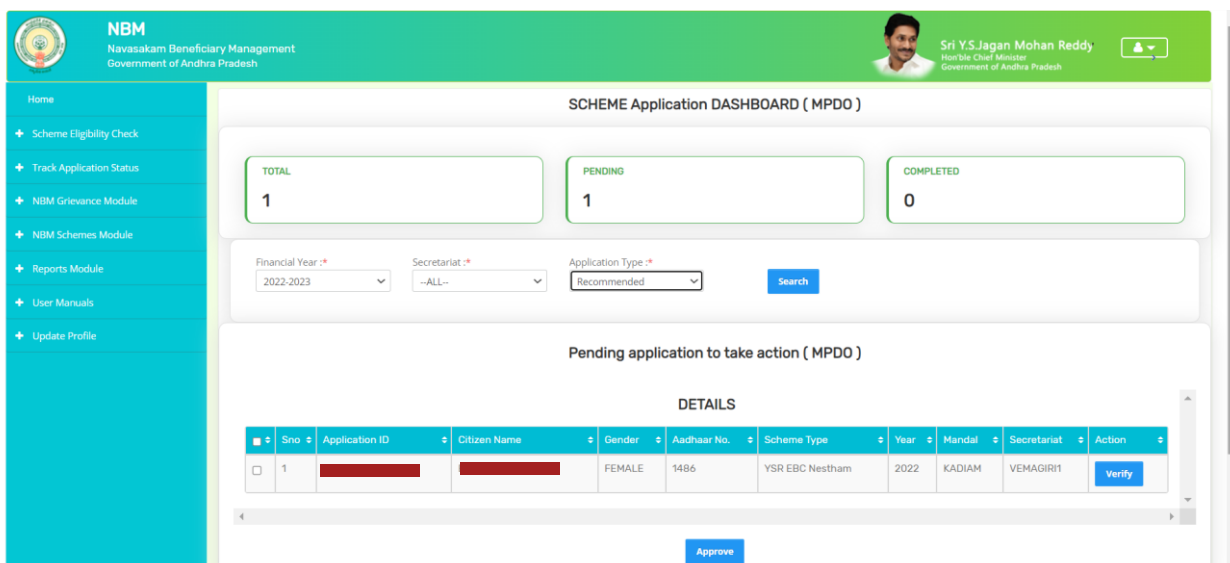 NBM
Navasakam Beneficiary Management
Government of Andhra Pradesh
Sri Y.S.Jagan Mohan Reddy
Hon'ble Chief Minister
Government of Andhra Pradesh
Home
Scheme Eligibility Check
Track Application Status
NBM Grievance Module
NBM Schemes Module
Reports Module
User Manuals
Update Profile
SCHEME Application DASHBOARD ( MPDO )
TOTAL
1
PENDING
1
COMPLETED
0
Financial Year :* Secretariat :* Application Type :*
2022-2023 --ALL-- Recommended Search
Pending application to take action ( MPDO )
DETAILS
Sno Application ID Citizen Name Gender Aadhaar No. Scheme Type Year Mandal Secretariat Action
1 FEMALE 1486 YSR EBC Nestham 2022 KADIAM VEMAGIRI1 Verify
Approve